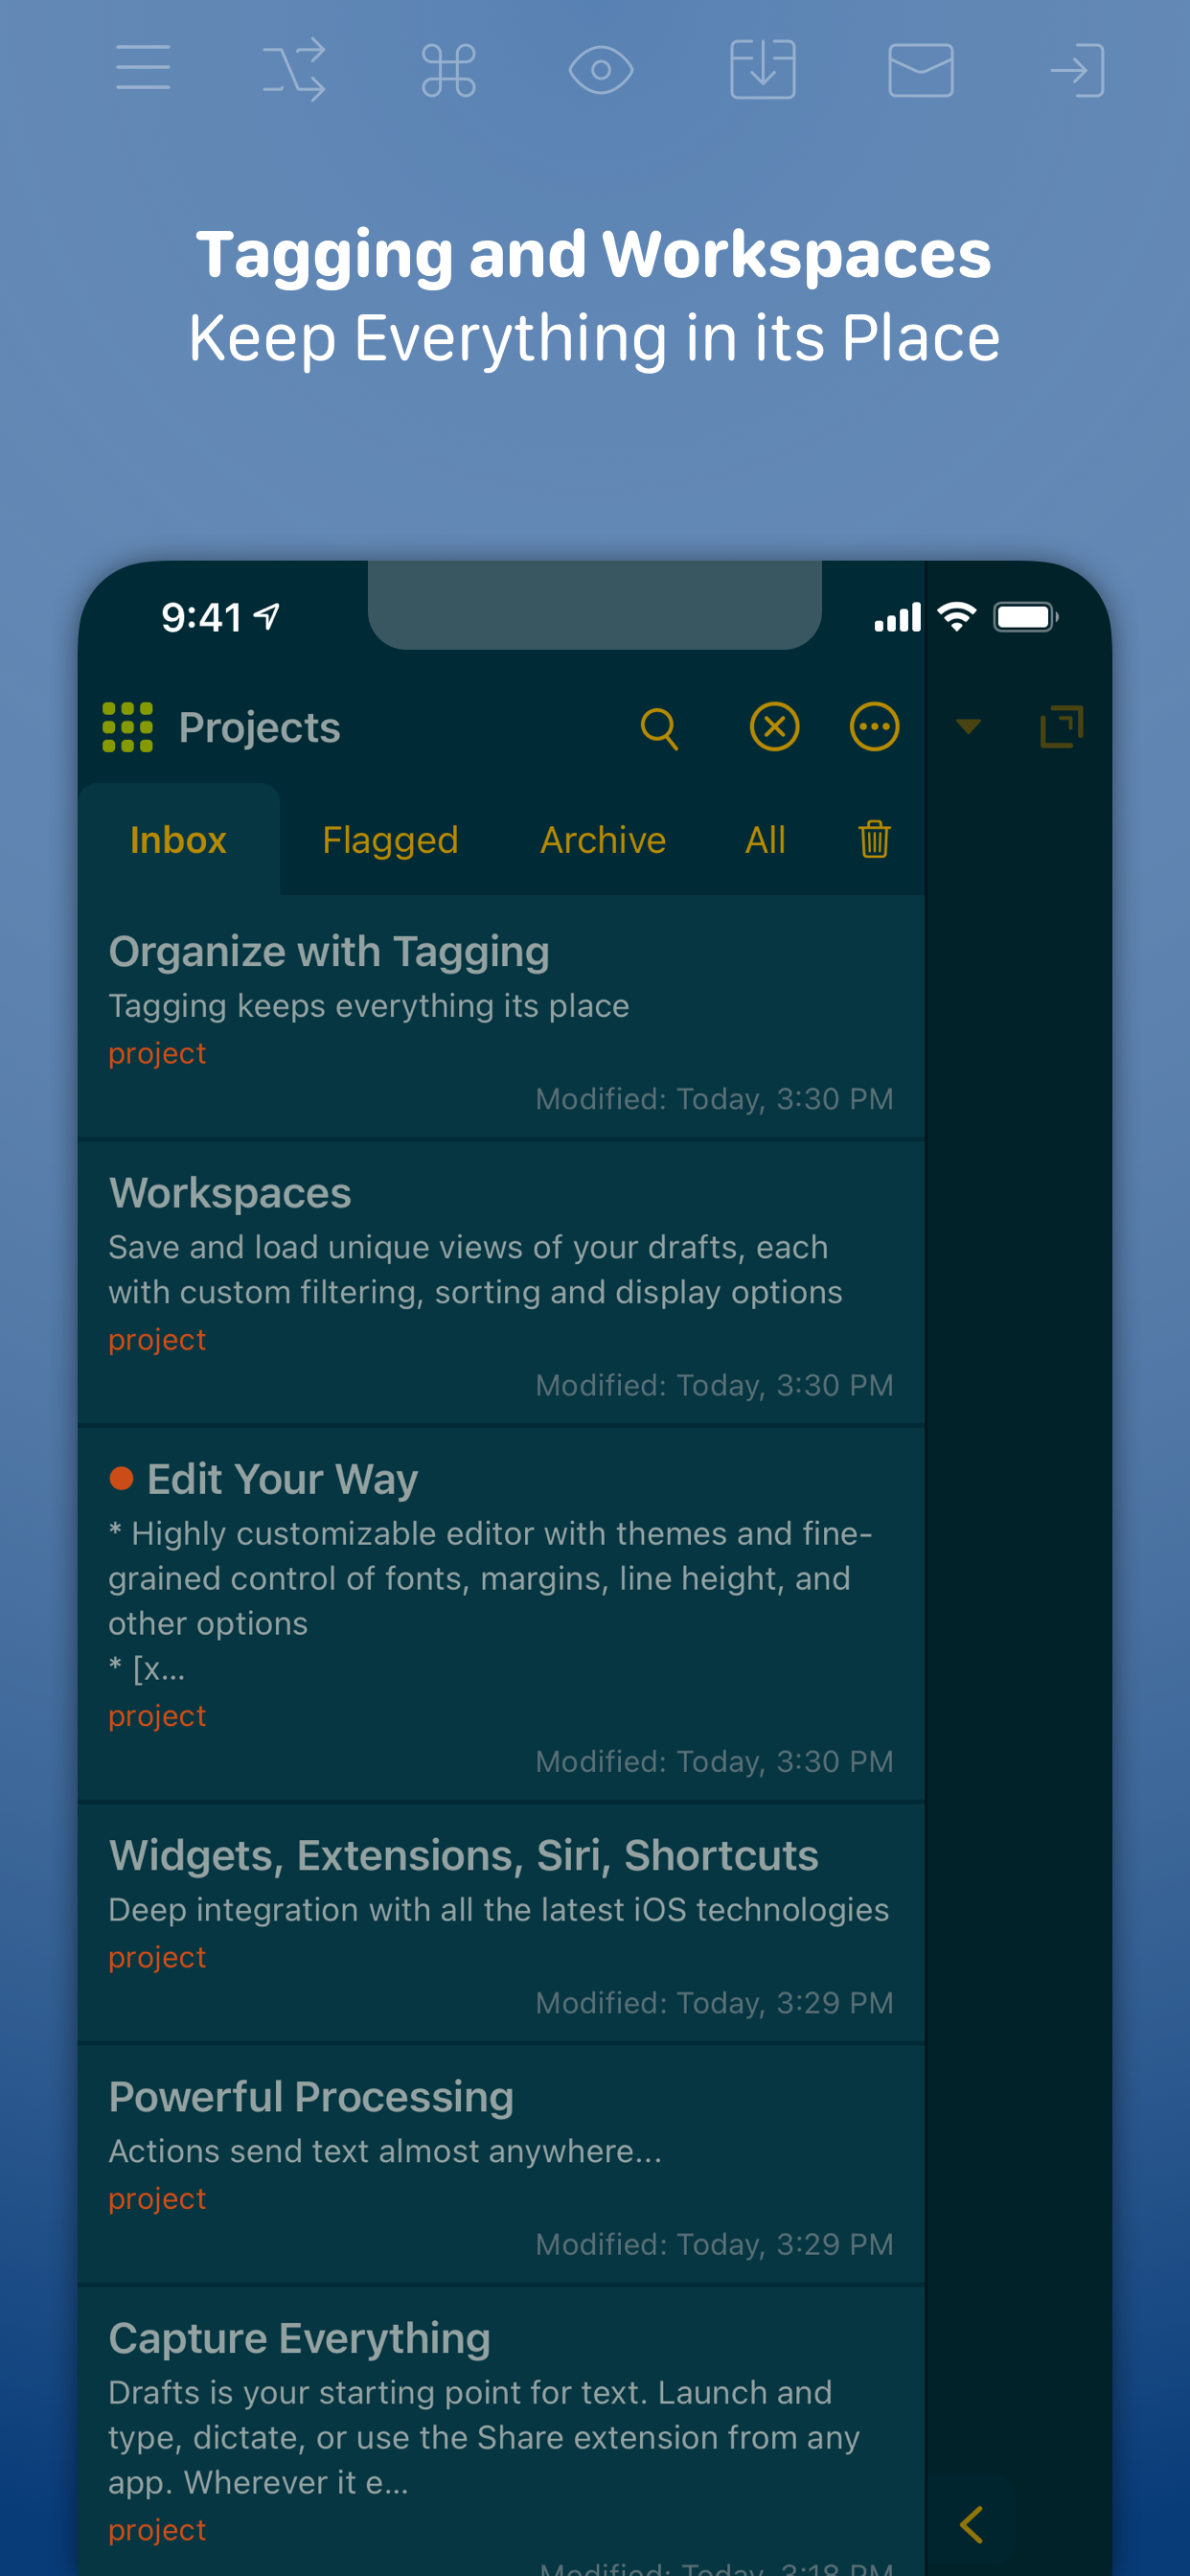 Tagging and Workspaces
Keep Everything in its Place
9:41
Projects
Inbox Flagged Archive All
Organize with Tagging
Tagging keeps everything its place
project
Modified: Today, 3:30 PM
Workspaces
Save and load unique views of your drafts, each
with custom filtering, sorting and display options
project
Modified: Today, 3:30 PM
Edit Your Way
* Highly customizable editor with themes and fine-
grained control of fonts, margins, line height, and
other options
* [x...
project
Modified: Today, 3:30 PM
Widgets, Extensions, Siri, Shortcuts
Deep integration with all the latest iOS technologies
project
Modified: Today, 3:29 PM
Powerful Processing
Actions send text almost anywhere...
project
Modified: Today, 3:29 PM
Capture Everything
Drafts is your starting point for text. Launch and
type, dictate, or use the Share extension from any
app. Wherever it e...
project
Modified: Today, 3:18 PM